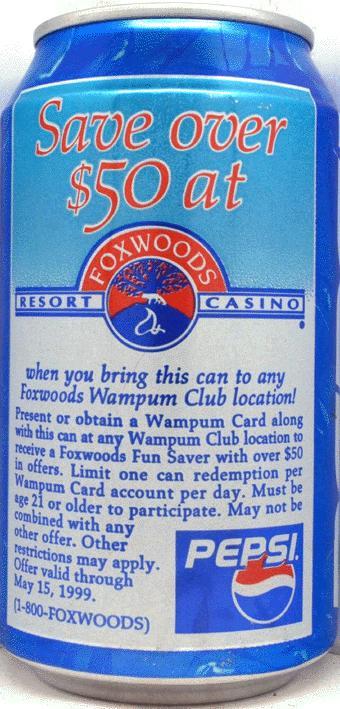 Save over
$50 at
FOXWOODS
RESORT CASINO
when you bring this can to any
Foxwoods Wampum Club location!
Present or obtain a Wampum Card along
with this can at any Wampum Club location to
receive a Foxwoods Fun Saver with over $50
in offers. Limit one can redemption per
Wampum Card account per day. Must be
age 21 or older to participate. May not be
combined with any
other offer. Other
restrictions may apply.
Offer valid through
May 15, 1999.
(1-800-FOXWOODS)
PEPSI